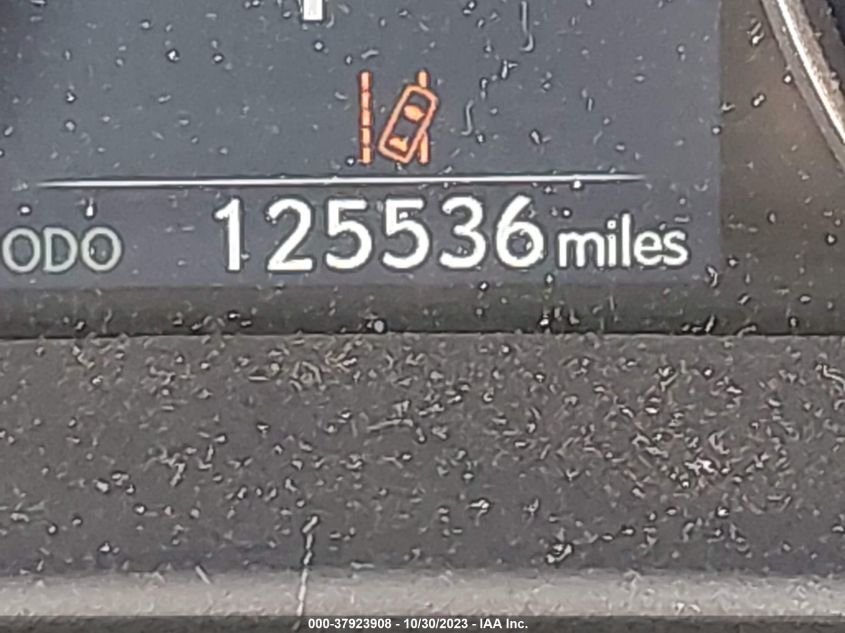 ODO 125536 miles
000-37923908 - 10/30/2023 - IAA Inc.